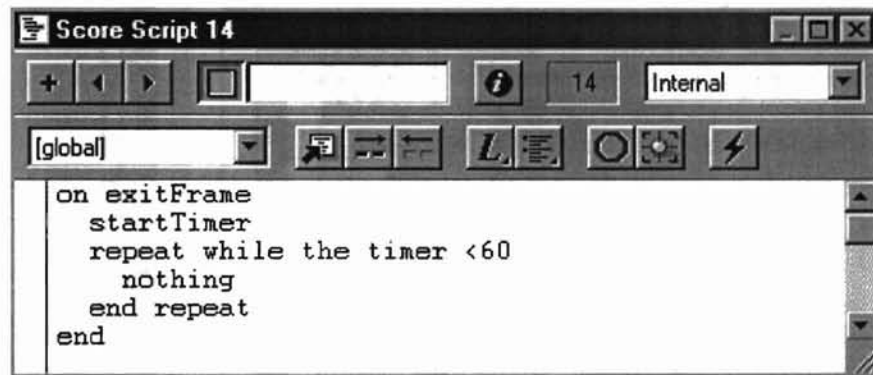 Score Script 14
14 Internal
[global]
on exitFrame
startTimer
repeat while the timer <60
nothing
end repeat
end